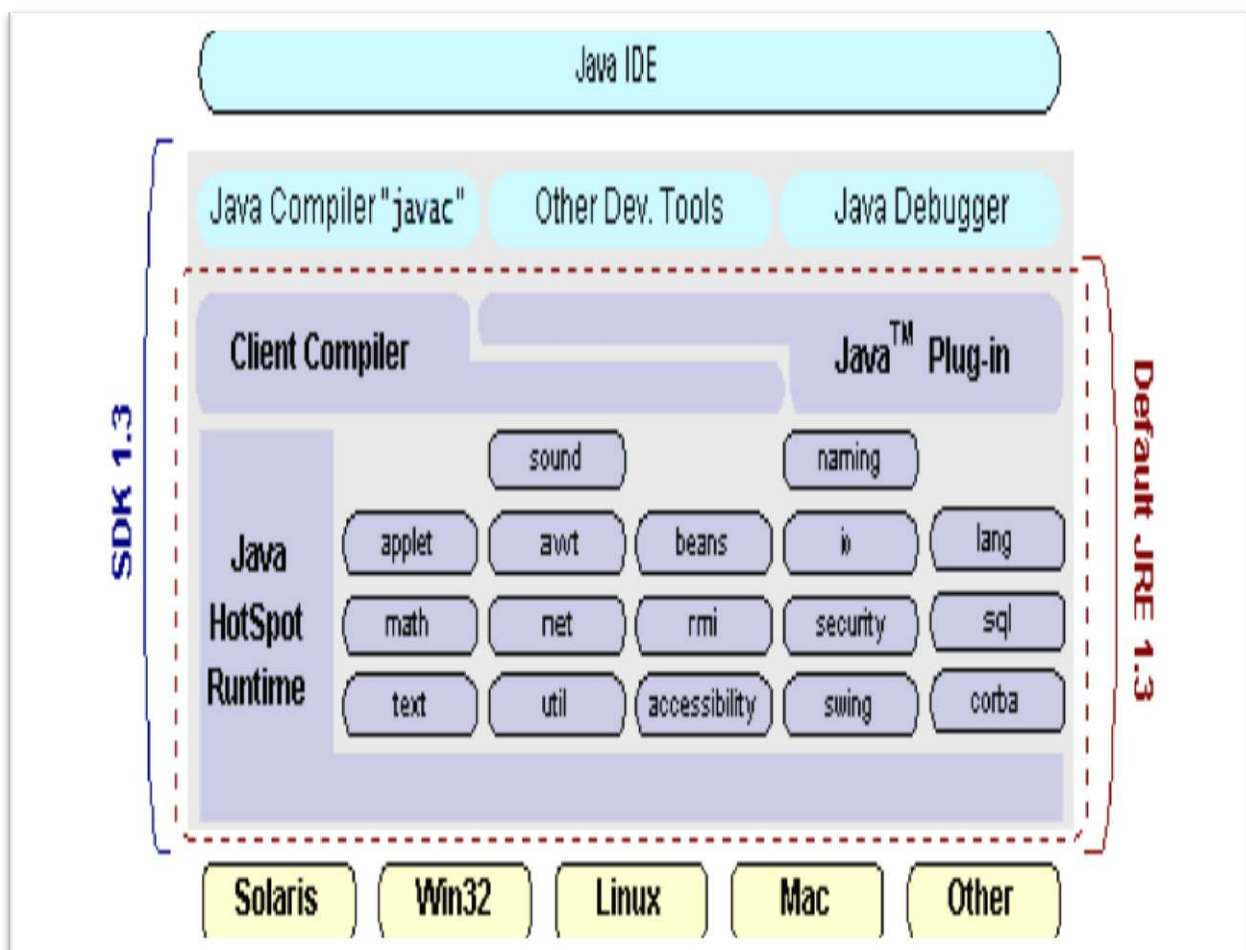 Java IDE
Java Compiler "javac"
Other Dev. Tools
Java Debugger
Client Compiler
Java™ Plug-in
sound
naming
applet
awt
beans
io
lang
math
net
rmi
security
sql
text
util
accessibility
swing
corba
Java
HotSpot
Runtime
SDK 1.3
Default JRE 1.3
Solaris
Win32
Linux
Mac
Other